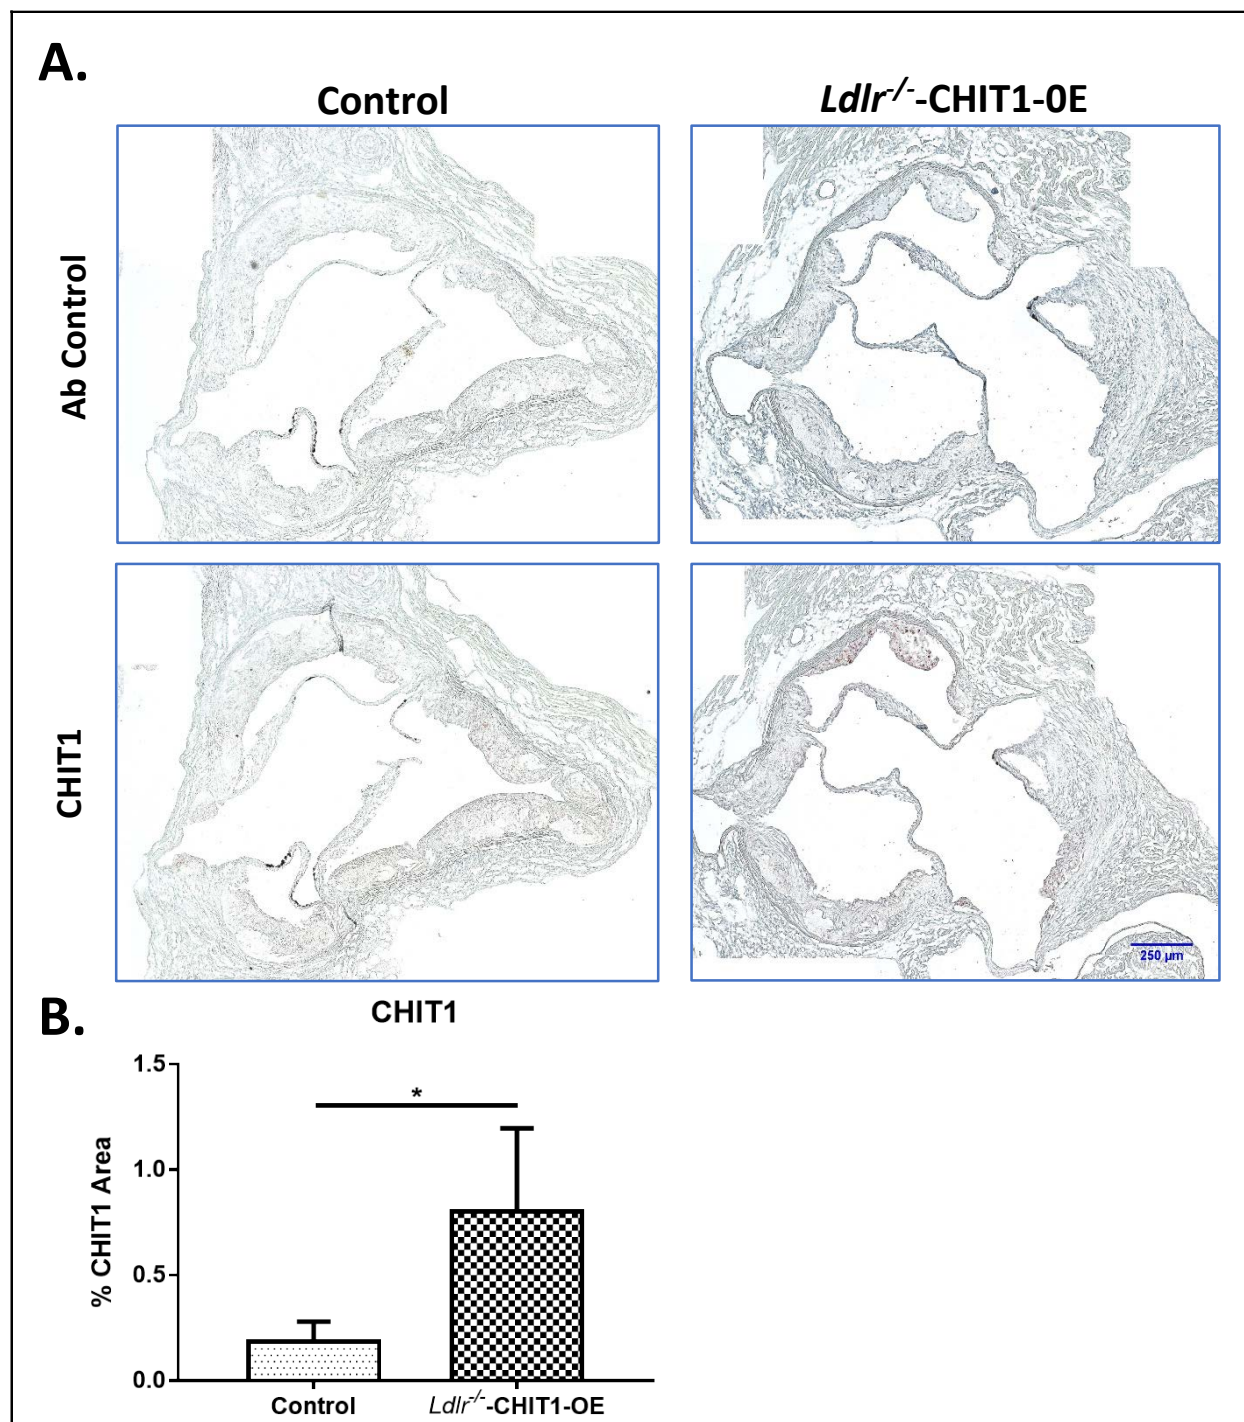 A.
Control
Ldlr-/--CHIT1-0E
Ab Control
CHIT1
250 µm
B.
CHIT1
1.5
1.0
0.5
0.0
% CHIT1 Area
*
Control
Ldlr-/--CHIT1-OE